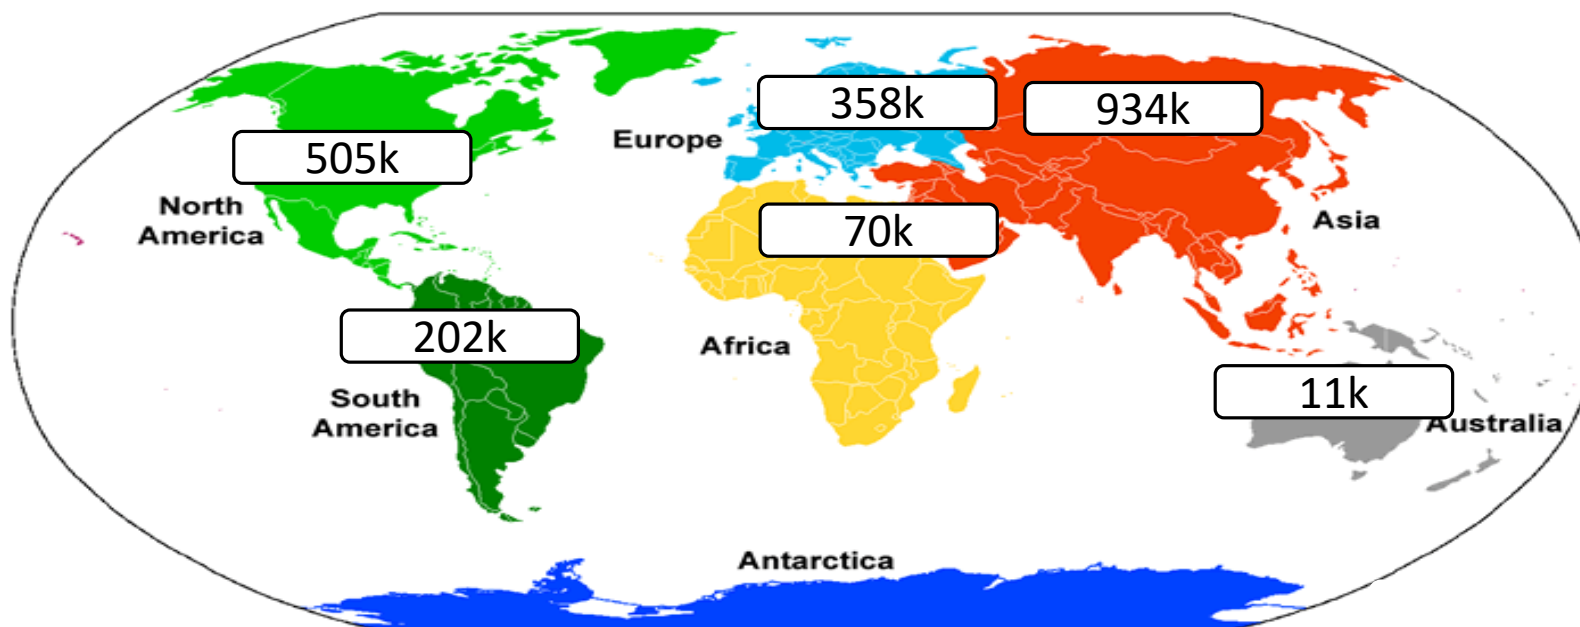 358k
934k
505k
Europe
North
America
70k
Asia
202k
Africa
South
America
11k
Australia
Antarctica